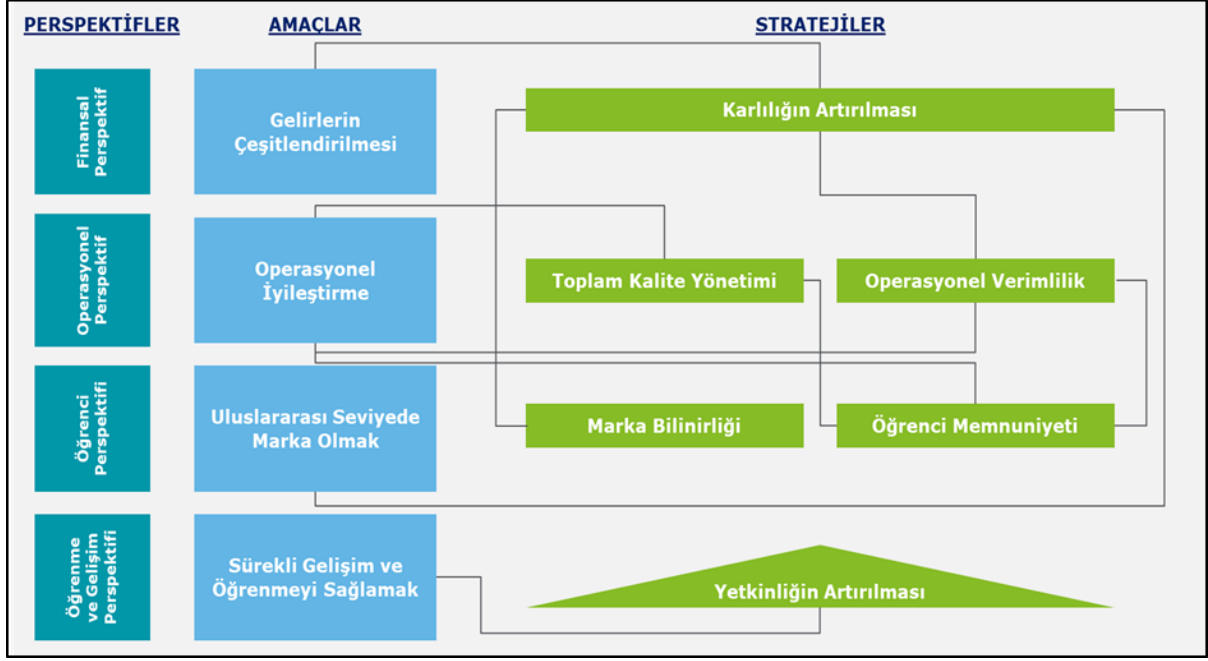 PERSPEKTİFLER
AMAÇLAR
STRATEJİLER
Finansal
Perspektif
Gelirlerin
Çeşitlendirilmesi
Karlılığın Artırılması
Operasyonel
Perspektif
Operasyonel
İyileştirme
Toplam Kalite Yönetimi
Operasyonel Verimlilik
Öğrenci
Perspektifi
Uluslararası Seviyede
Marka Olmak
Marka Bilinirliği
Öğrenci Memnuniyeti
Öğrenme
ve Gelişim
Perspektifi
Sürekli Gelişim ve
Öğrenmeyi Sağlamak
Yetkinliğin Artırılması